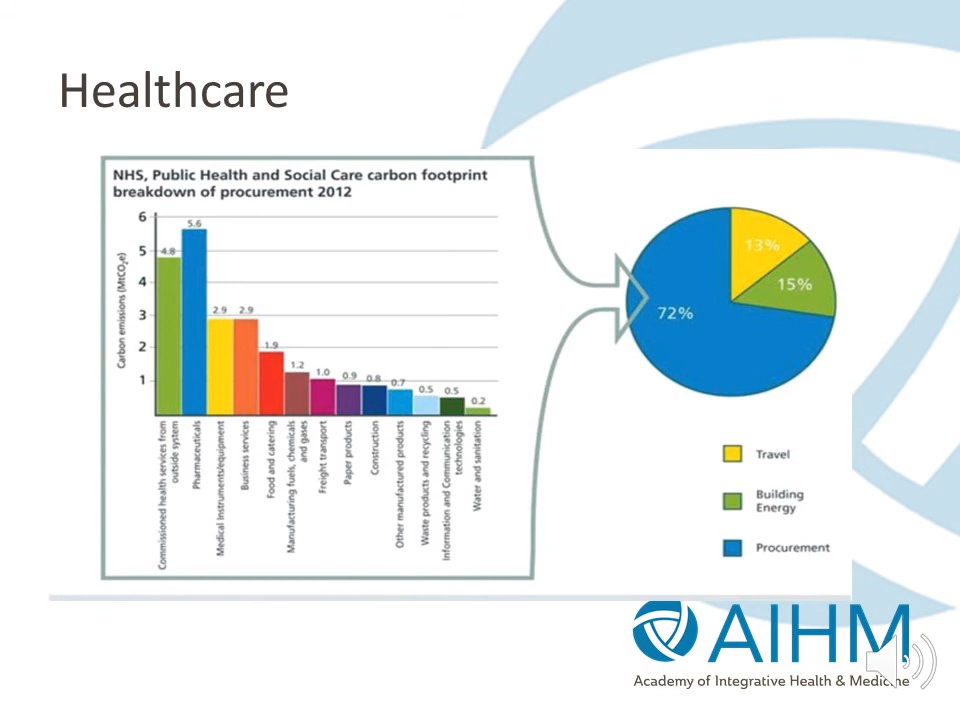 Healthcare
NHS, Public Health and Social Care carbon footprint
breakdown of procurement 2012
Carbon emissions (MtCO₂e)
6
5
4
3
2
1
4.8
5.6
2.9
2.9
1.9
1.2
1.0
0.9
0.8
0.7
0.5
0.5
0.2
Commissioned health services from
outside system
Pharmaceuticals
Medical Instruments/equipment
Business services
Food and catering
Manufacturing fuels, chemicals
and gases
Freight transport
Paper products
Construction
Other manufactured products
Waste products and recycling
Information and Communication
technologies
Water and sanitation
13%
15%
72%
Travel
Building
Energy
Procurement
AIHM
Academy of Integrative Health & Medicine